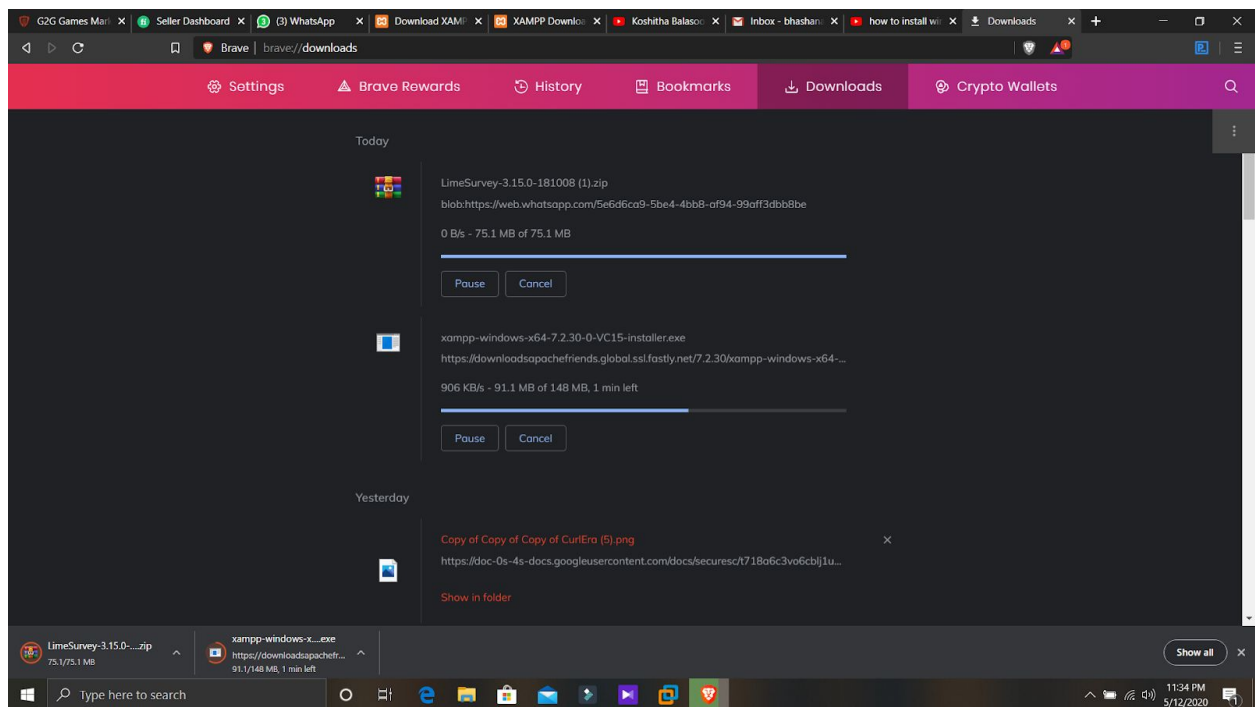 G2G Games Mark
Seller Dashboard
(3) WhatsApp
Download XAMP
XAMPP Downloa
Koshitha Balasoo
Inbox - bhashana
how to install win
Downloads
Brave | brave://downloads
Settings
Brave Rewards
History
Bookmarks
Downloads
Crypto Wallets
Today
LimeSurvey-3.15.0-181008 (1).zip
blob:https://web.whatsapp.com/5e6d6ca9-5be4-4bb8-af94-99aff3dbb8be
0 B/s - 75.1 MB of 75.1 MB
Pause
Cancel
xampp-windows-x64-7.2.30-0-VC15-installer.exe
https://downloadsapachefriends.global.ssl.fastly.net/7.2.30/xampp-windows-x64-...
906 KB/s - 91.1 MB of 148 MB, 1 min left
Pause
Cancel
Yesterday
Copy of Copy of Copy of CurlEra (5).png
https://doc-0s-4s-docs.googleusercontent.com/docs/securesc/t718a6c3vo6cblj1u...
Show in folder
LimeSurvey-3.15.0-....zip
75.1/75.1 MB
xampp-windows-x....exe
https://downloadsapachefr...
91.1/148 MB, 1 min left
Show all
Type here to search
11:34 PM
5/12/2020